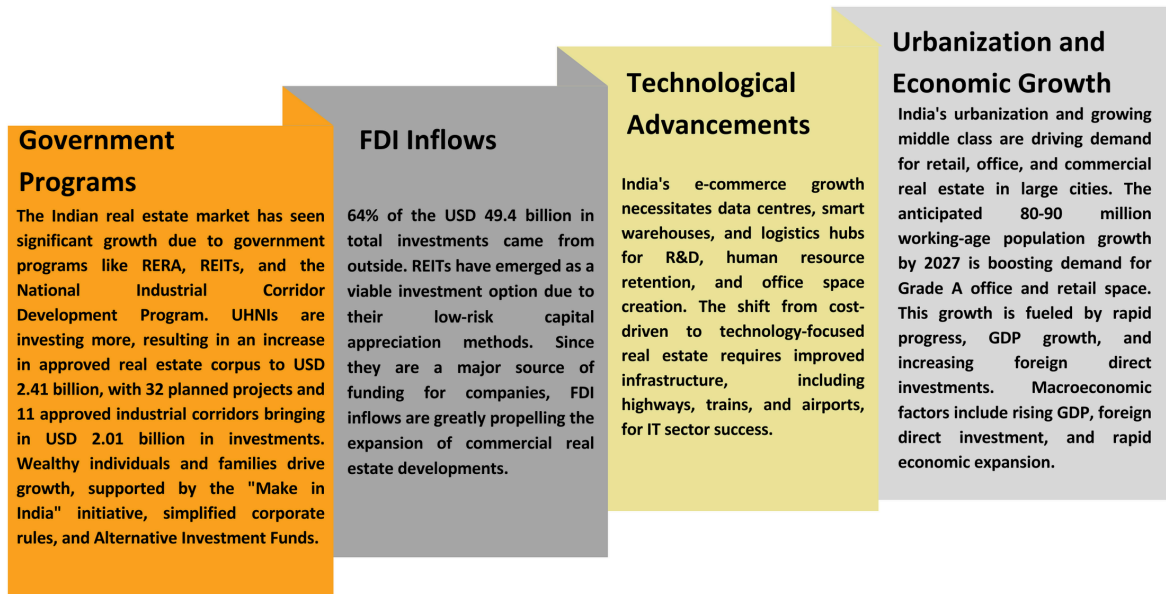 Government
Programs
The Indian real estate market has seen
significant growth due to government
programs like RERA, REITs, and the
National Industrial Corridor
Development Program. UHNIs are
investing more, resulting in an increase
in approved real estate corpus to USD
2.41 billion, with 32 planned projects and
11 approved industrial corridors bringing
in USD 2.01 billion in investments.
Wealthy individuals and families drive
growth, supported by the "Make in
India" initiative, simplified corporate
rules, and Alternative Investment Funds.
FDI Inflows
64% of the USD 49.4 billion in
total investments came from
outside. REITs have emerged as a
viable investment option due to
their low-risk capital
appreciation methods. Since
they are a major source of
funding for companies, FDI
inflows are greatly propelling the
expansion of commercial real
estate developments.
Technological
Advancements
India's e-commerce growth
necessitates data centres, smart
warehouses, and logistics hubs
for R&D, human resource
retention, and office space
creation. The shift from cost-
driven to technology-focused
real estate requires improved
infrastructure, including
highways, trains, and airports,
for IT sector success.
Urbanization and
Economic Growth
India's urbanization and growing
middle class are driving demand
for retail, office, and commercial
real estate in large cities. The
anticipated 80-90 million
working-age population growth
by 2027 is boosting demand for
Grade A office and retail space.
This growth is fueled by rapid
progress, GDP growth, and
increasing foreign direct
investments. Macroeconomic
factors include rising GDP, foreign
direct investment, and rapid
economic expansion.